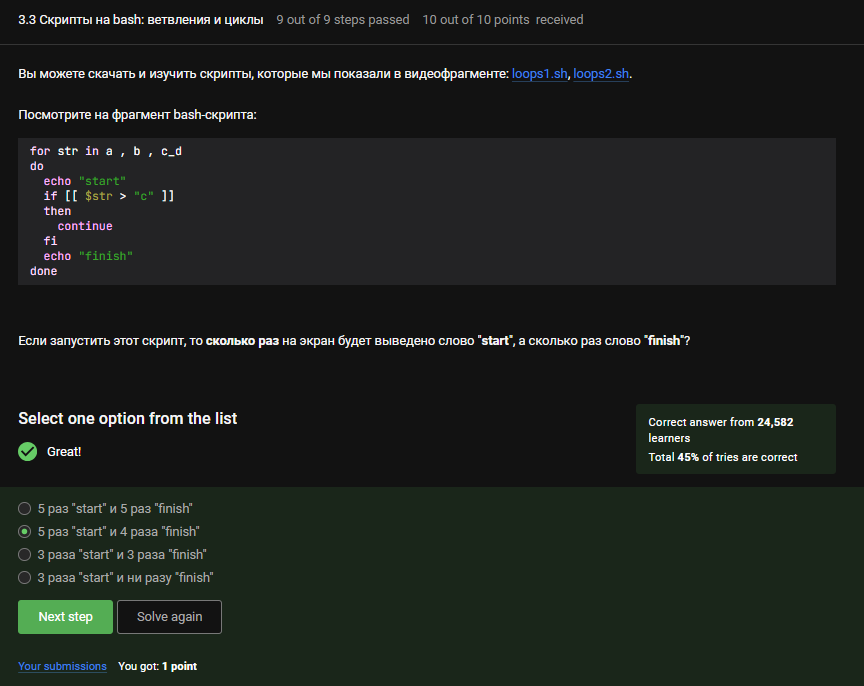 3.3 Скрипты на bash: ветвления и циклы 9 out of 9 steps passed 10 out of 10 points received
Вы можете скачать и изучить скрипты, которые мы показали в видеофрагменте: loops1.sh, loops2.sh.
Посмотрите на фрагмент bash-скрипта:
for str in a , b , c_d
do
  echo "start"
  if [[ $str > "c" ]]
  then
    continue
  fi
  echo "finish"
done
Если запустить этот скрипт, то сколько раз на экран будет выведено слово "start", а сколько раз слово "finish"?
Select one option from the list
Great!
Correct answer from 24,582
learners
Total 45% of tries are correct
5 раз "start" и 5 раз "finish"
5 раз "start" и 4 раза "finish"
3 раза "start" и 3 раза "finish"
3 раза "start" и ни разу "finish"
Next step Solve again
Your submissions You got: 1 point